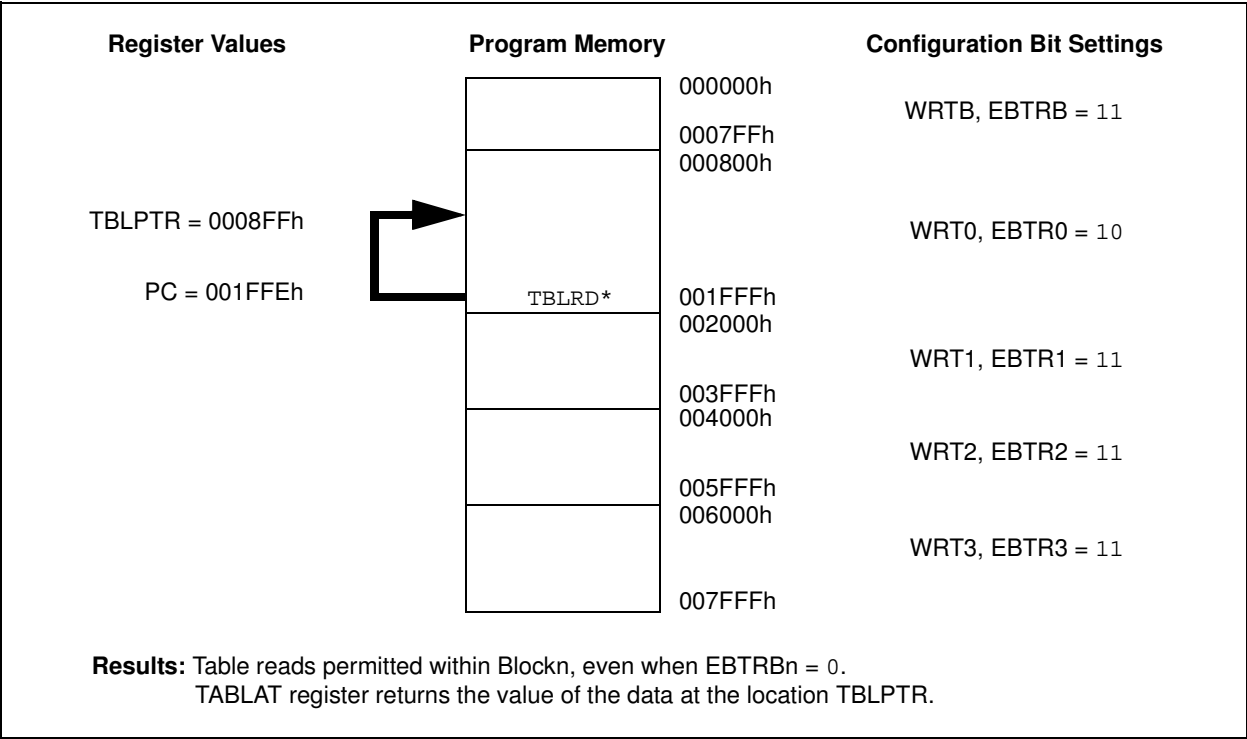 Register Values Program Memory Configuration Bit Settings
000000h
WRTB, EBTRB = 11
0007FFh
000800h
TBLPTR = 0008FFh
WRT0, EBTR0 = 10
PC = 001FFEh
TBLRD*
001FFFh
002000h
WRT1, EBTR1 = 11
003FFFh
004000h
WRT2, EBTR2 = 11
005FFFh
006000h
WRT3, EBTR3 = 11
007FFFh
Results: Table reads permitted within Blockn, even when EBTRBn = 0.
TABLAT register returns the value of the data at the location TBLPTR.